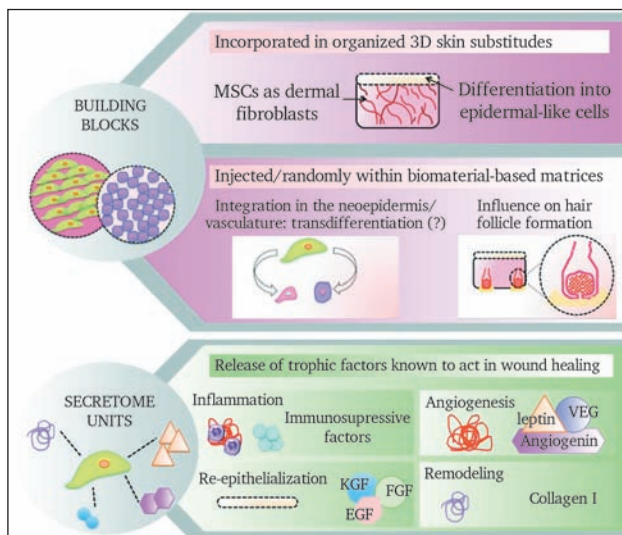 Incorporated in organized 3D skin substitutes
BUILDING
BLOCKS
MSCs as dermal
fibroblasts
Differentiation into
epidermal-like cells
Injected/randomly within biomaterial-based matrices
Integration in the neoepidermis/
vasculature: transdifferentiation (?)
Influence on hair
follicle formation
Release of trophic factors known to act in wound healing
SECRETOME
UNITS
Inflammation
Immunosupressive
factors
Angiogenesis
leptin
VEG
Angiogenin
Re-epithelialization
KGF
FGF
EGF
Remodeling
Collagen I